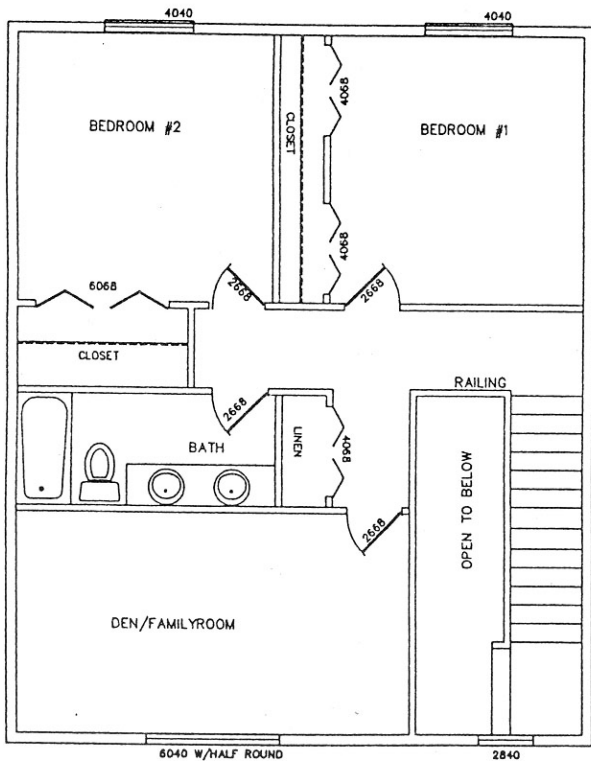 4040
4040
BEDROOM #2
CLOSET
4068
BEDROOM #1
4068
6068
2668
2668
CLOSET
RAILING
2668
BATH
LINEN
4068
OPEN TO BELOW
2668
DEN/FAMILYROOM
6040 W/HALF ROUND
2840